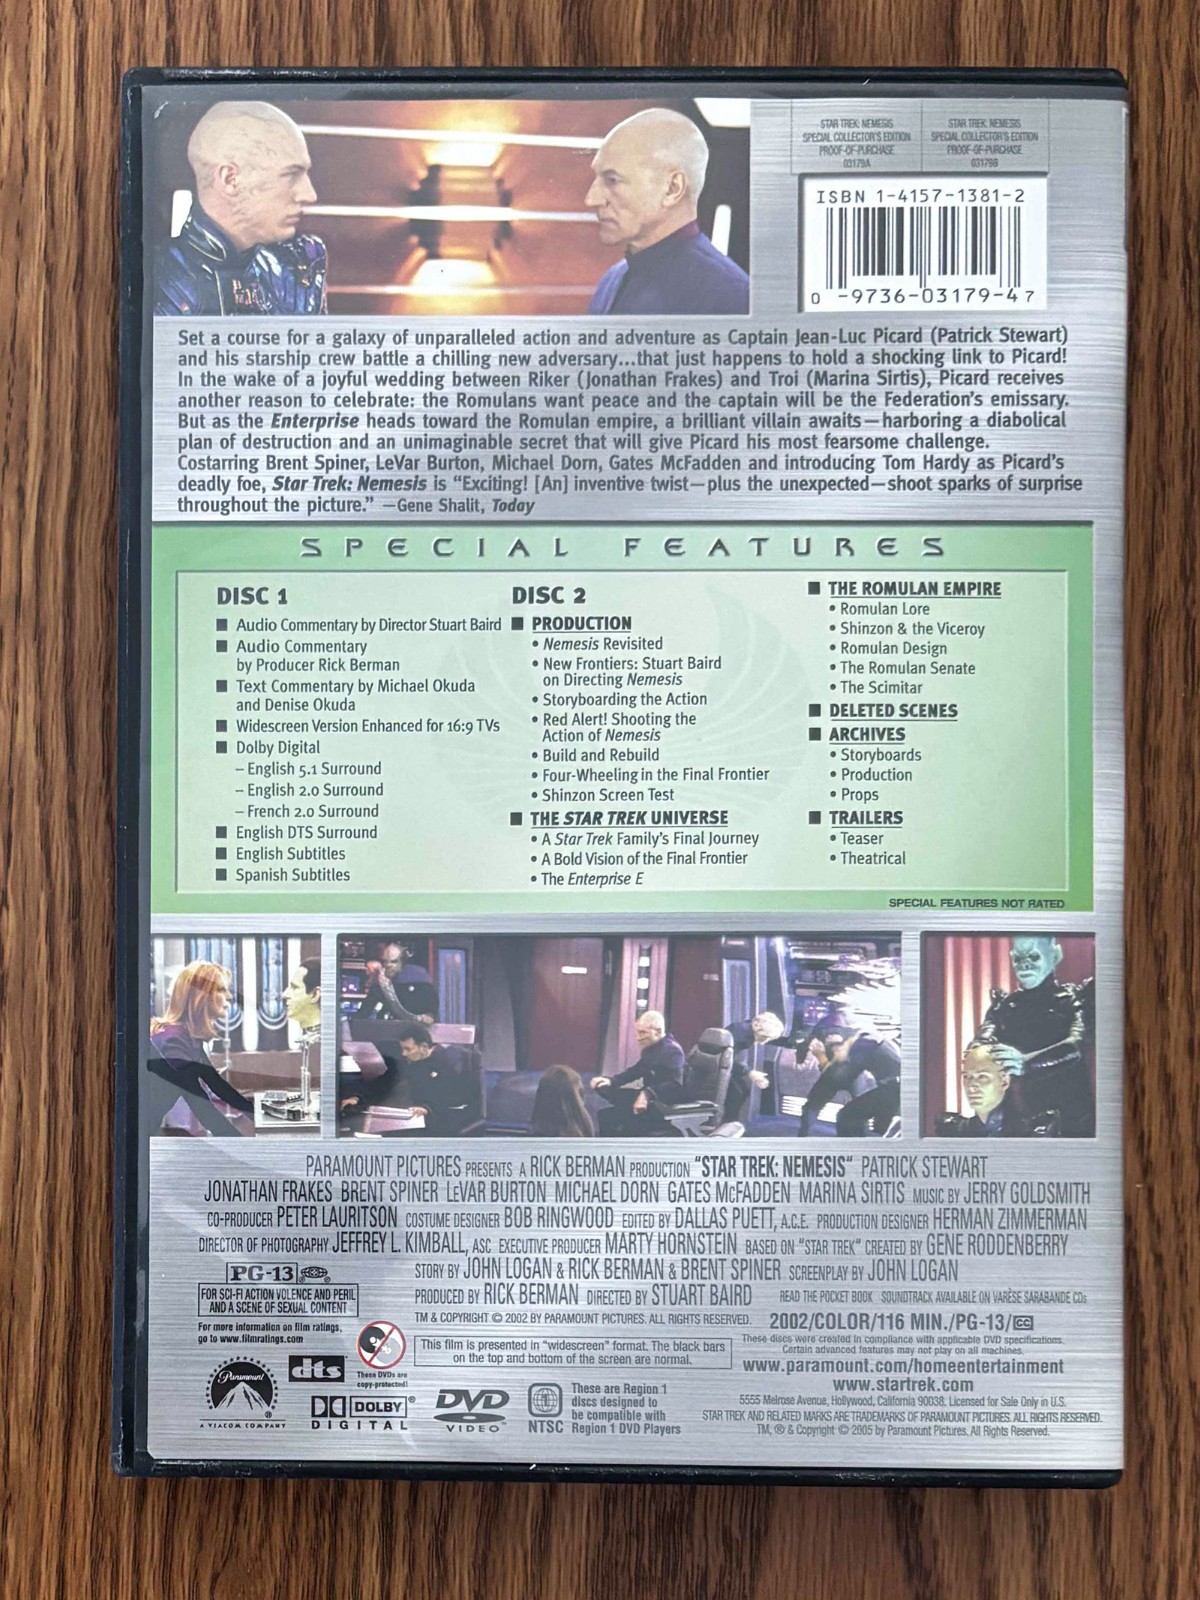 STAR TREK: NEMESIS
SPECIAL COLLECTOR'S EDITION
PROOF-OF-PURCHASE
03179A
STAR TREK: NEMESIS
SPECIAL COLLECTOR'S EDITION
PROOF-OF-PURCHASE
03179B
ISBN 1-4157-1381-2
0 -9736-03179-4 7
Set a course for a galaxy of unparalleled action and adventure as Captain Jean-Luc Picard (Patrick Stewart)
and his starship crew battle a chilling new adversary...that just happens to hold a shocking link to Picard!
In the wake of a joyful wedding between Riker (Jonathan Frakes) and Troi (Marina Sirtis), Picard receives
another reason to celebrate: the Romulans want peace and the captain will be the Federation's emissary.
But as the Enterprise heads toward the Romulan empire, a brilliant villain awaits—harboring a diabolical
plan of destruction and an unimaginable secret that will give Picard his most fearsome challenge.
Costarring Brent Spiner, LeVar Burton, Michael Dorn, Gates McFadden and introducing Tom Hardy as Picard's
deadly foe, Star Trek: Nemesis is “Exciting! [An] inventive twist—plus the unexpected—shoot sparks of surprise
throughout the picture.” —Gene Shalit, Today
SPECIAL FEATURES
DISC 1
■ Audio Commentary by Director Stuart Baird
■ Audio Commentary
by Producer Rick Berman
■ Text Commentary by Michael Okuda
and Denise Okuda
■ Widescreen Version Enhanced for 16:9 TVs
■ Dolby Digital
– English 5.1 Surround
– English 2.0 Surround
– French 2.0 Surround
■ English DTS Surround
■ English Subtitles
■ Spanish Subtitles
DISC 2
■ PRODUCTION
• Nemesis Revisited
• New Frontiers: Stuart Baird
on Directing Nemesis
• Storyboarding the Action
• Red Alert! Shooting the
Action of Nemesis
• Build and Rebuild
• Four-Wheeling in the Final Frontier
• Shinzon Screen Test
■ THE STAR TREK UNIVERSE
• A Star Trek Family's Final Journey
• A Bold Vision of the Final Frontier
• The Enterprise E
■ THE ROMULAN EMPIRE
• Romulan Lore
• Shinzon & the Viceroy
• Romulan Design
• The Romulan Senate
• The Scimitar
■ DELETED SCENES
■ ARCHIVES
• Storyboards
• Production
• Props
■ TRAILERS
• Teaser
• Theatrical
SPECIAL FEATURES NOT RATED
PARAMOUNT PICTURES PRESENTS A RICK BERMAN PRODUCTION "STAR TREK: NEMESIS" PATRICK STEWART
JONATHAN FRAKES BRENT SPINER LEVAR BURTON MICHAEL DORN GATES McFADDEN MARINA SIRTIS MUSIC BY JERRY GOLDSMITH
CO-PRODUCER PETER LAURITSON COSTUME DESIGNER BOB RINGWOOD EDITED BY DALLAS PUETT, A.C.E. PRODUCTION DESIGNER HERMAN ZIMMERMAN
DIRECTOR OF PHOTOGRAPHY JEFFREY L. KIMBALL, ASC EXECUTIVE PRODUCER MARTY HORNSTEIN BASED ON "STAR TREK" CREATED BY GENE RODDENBERRY
STORY BY JOHN LOGAN & RICK BERMAN & BRENT SPINER SCREENPLAY BY JOHN LOGAN
PRODUCED BY RICK BERMAN DIRECTED BY STUART BAIRD READ THE POCKET BOOK SOUNDTRACK AVAILABLE ON VARÈSE SARABANDE CDs
PG-13
FOR SCI-FI ACTION VIOLENCE AND PERIL
AND A SCENE OF SEXUAL CONTENT
For more information on film ratings,
go to www.filmratings.com
TM & COPYRIGHT © 2002 BY PARAMOUNT PICTURES. ALL RIGHTS RESERVED.
2002/COLOR/116 MIN./PG-13/CC
This film is presented in "widescreen" format. The black bars
on the top and bottom of the screen are normal.
These discs were created in compliance with applicable DVD specifications.
Certain advanced features may not play on all machines.
www.paramount.com/homeentertainment
www.startrek.com
Paramount
A VIACOM COMPANY
dts
These DVDs are
copy-protected!
DOLBY
DIGITAL
DVD
VIDEO
NTSC
1
These are Region 1
discs designed to
be compatible with
Region 1 DVD Players
5555 Melrose Avenue, Hollywood, California 90038. Licensed for Sale Only in U.S.
STAR TREK AND RELATED MARKS ARE TRADEMARKS OF PARAMOUNT PICTURES. ALL RIGHTS RESERVED.
TM, ® & Copyright © 2005 by Paramount Pictures. All Rights Reserved.